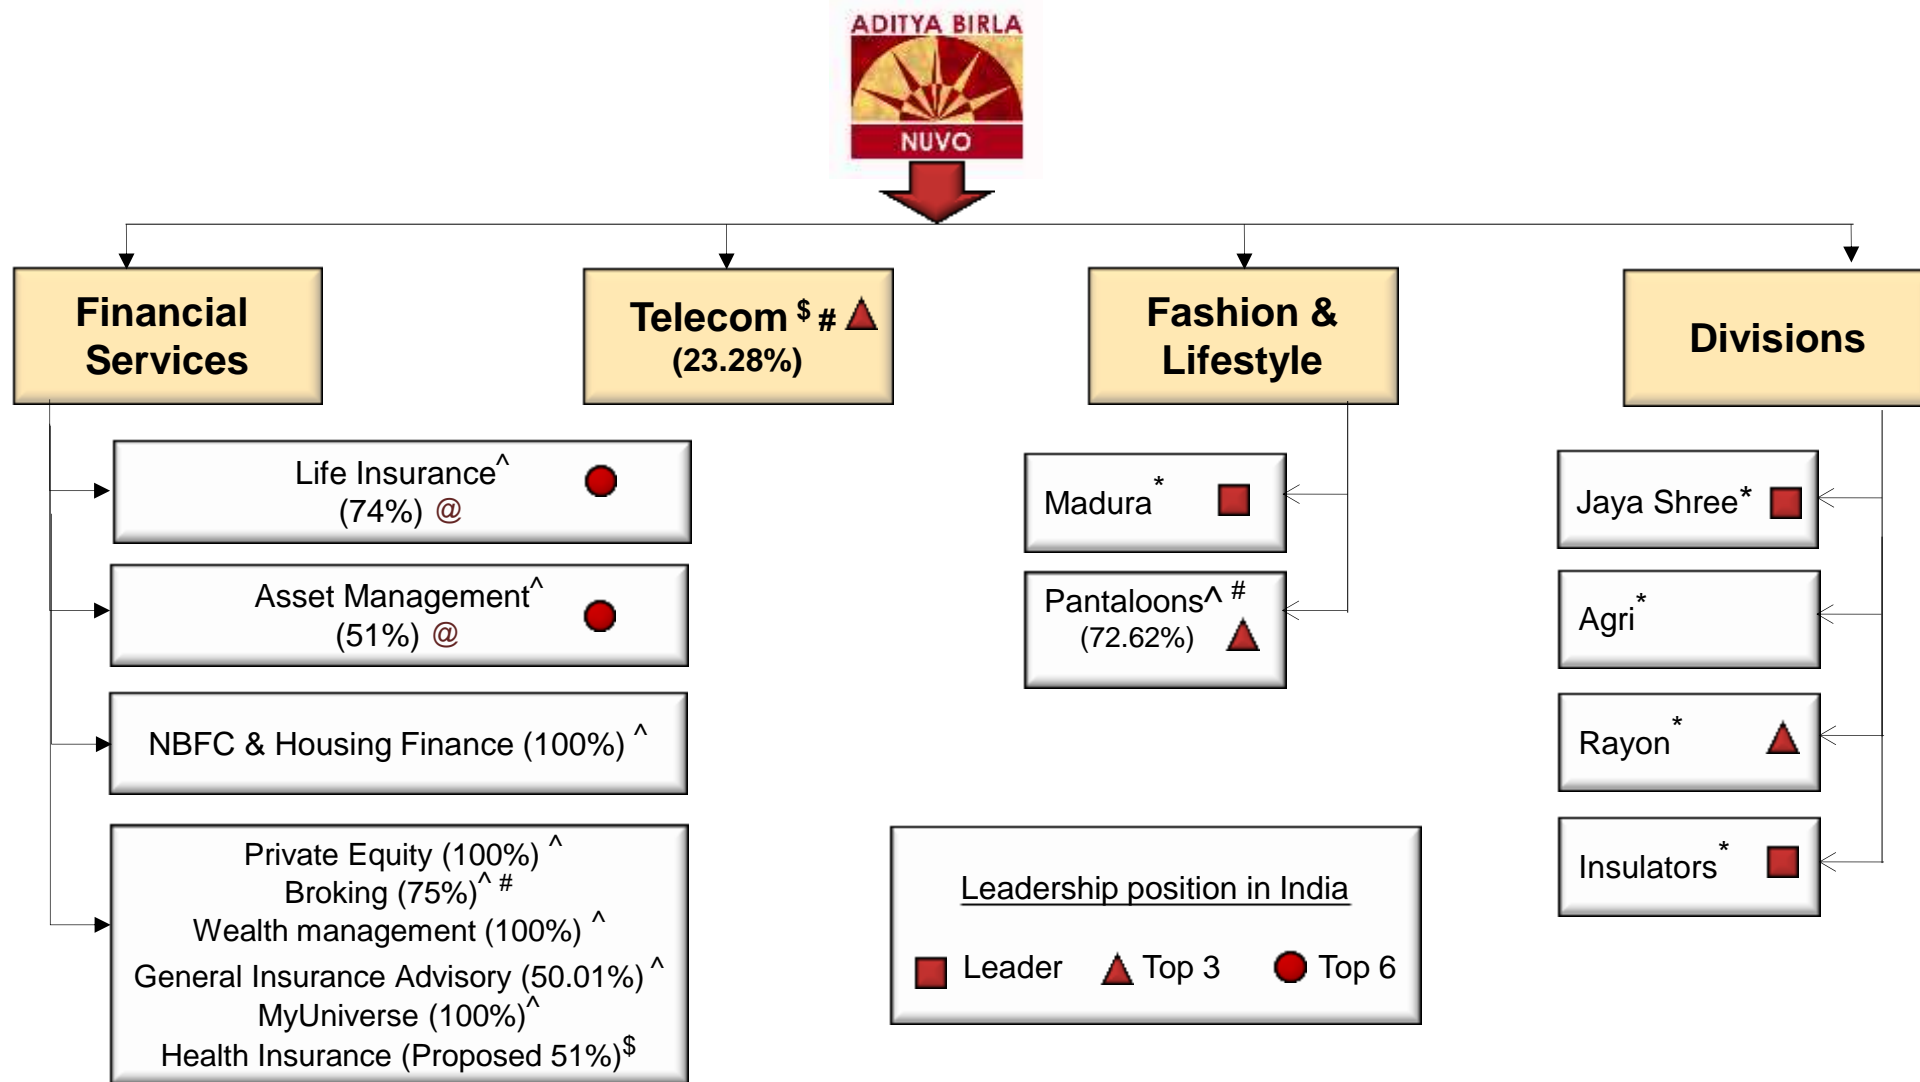 ADITYA BIRLA
NUVO
Financial
Services
Telecom $ #
(23.28%)
Fashion &
Lifestyle
Divisions
Life Insurance^
(74%) @
Asset Management^
(51%) @
NBFC & Housing Finance (100%) ^
Private Equity (100%) ^
Broking (75%)^ #
Wealth management (100%) ^
General Insurance Advisory (50.01%) ^
MyUniverse (100%)^
Health Insurance (Proposed 51%)$
Madura*
Pantaloons^ #
(72.62%)
Jaya Shree*
Agri*
Rayon*
Insulators*
Leadership position in India
Leader
Top 3
Top 6